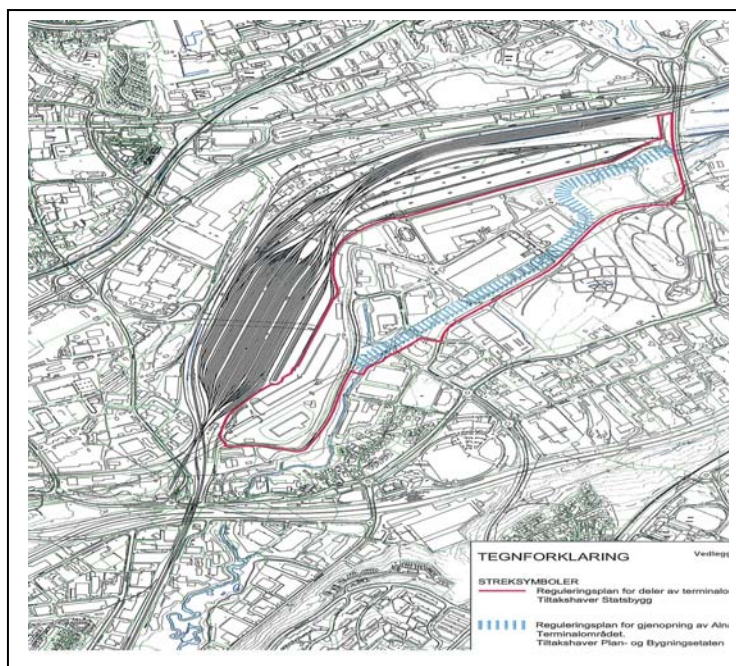 TEGNFORKLARING
Vedlegg
STREKSYMBOLER
Reguleringsplan for deler av terminalo
Tiltakshaver Statsbygg
Reguleringsplan for gjenopning av Alna
Terminalområdet.
Tiltakshaver Plan- og Bygningsetaten